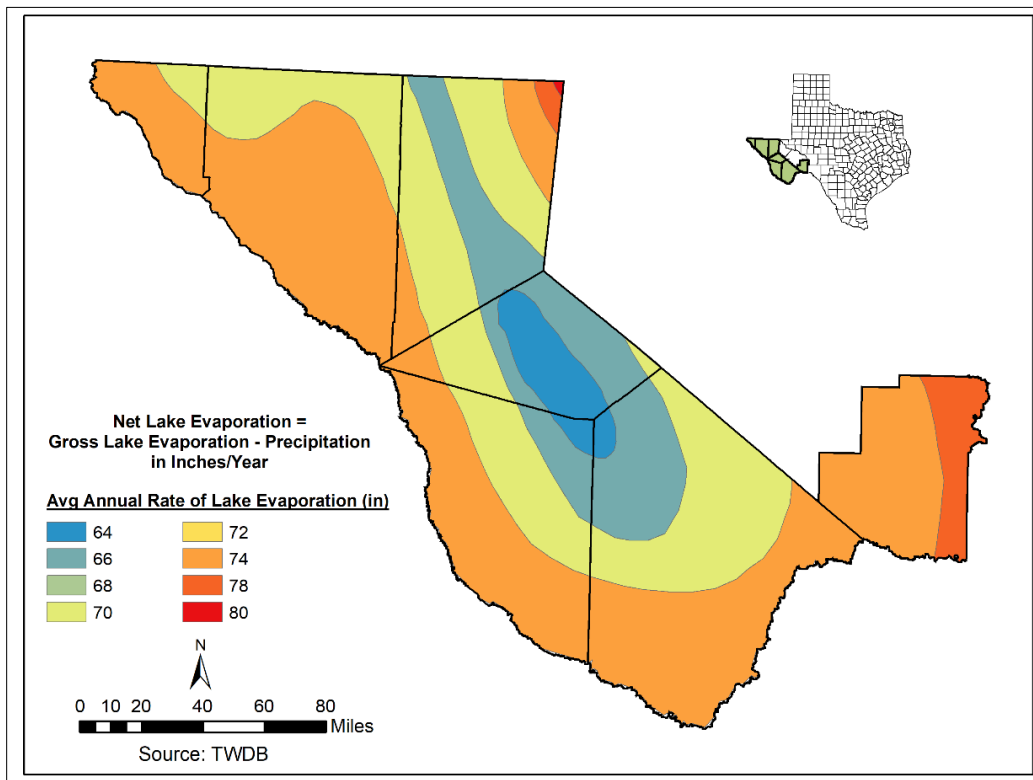 Net Lake Evaporation =
Gross Lake Evaporation - Precipitation
in Inches/Year
Avg Annual Rate of Lake Evaporation (in)
64 72
66 74
68 78
70 80
N
0 10 20 40 60 80
Miles
Source: TWDB